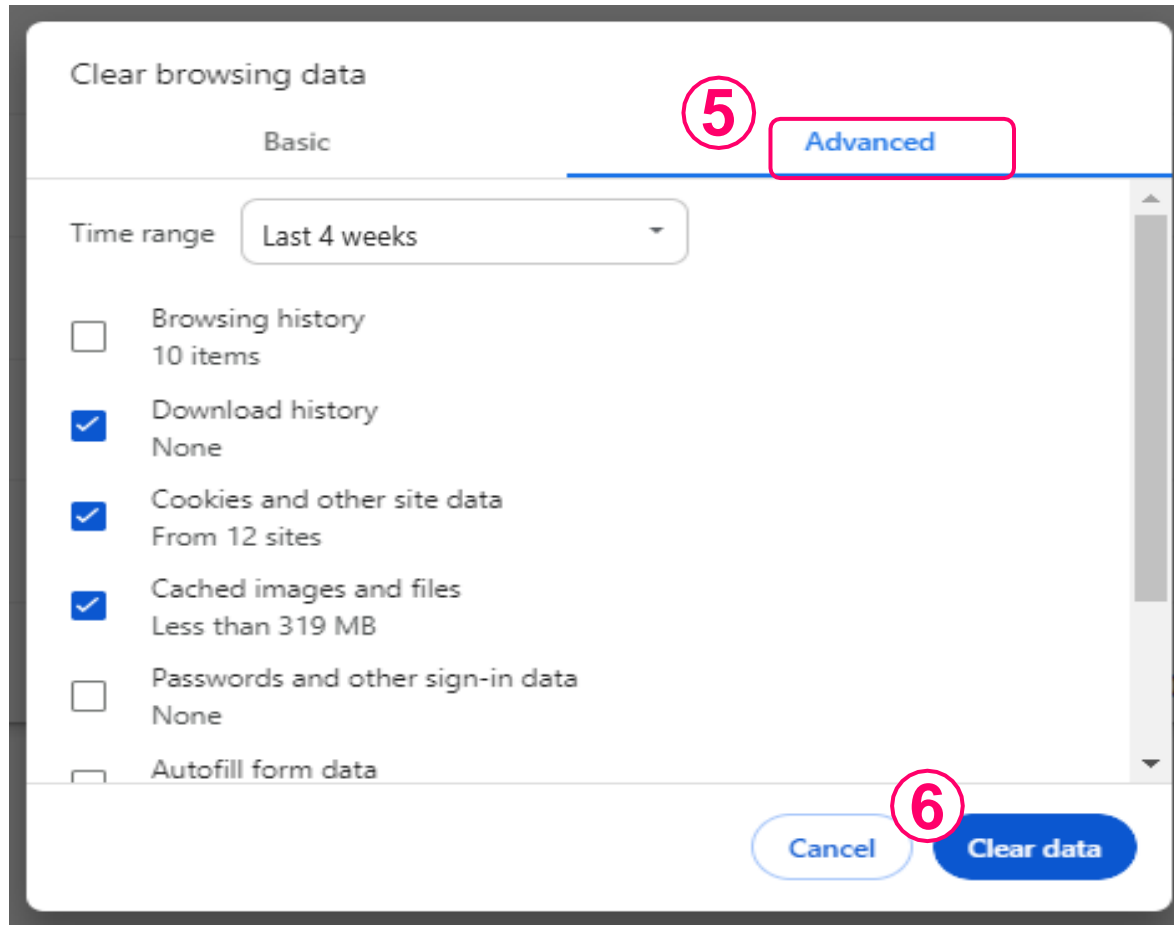 Clear browsing data
5
Basic
Advanced
Time range
Last 4 weeks
Browsing history
10 items
Download history
None
Cookies and other site data
From 12 sites
Cached images and files
Less than 319 MB
Passwords and other sign-in data
None
Autofill form data
6
Cancel
Clear data